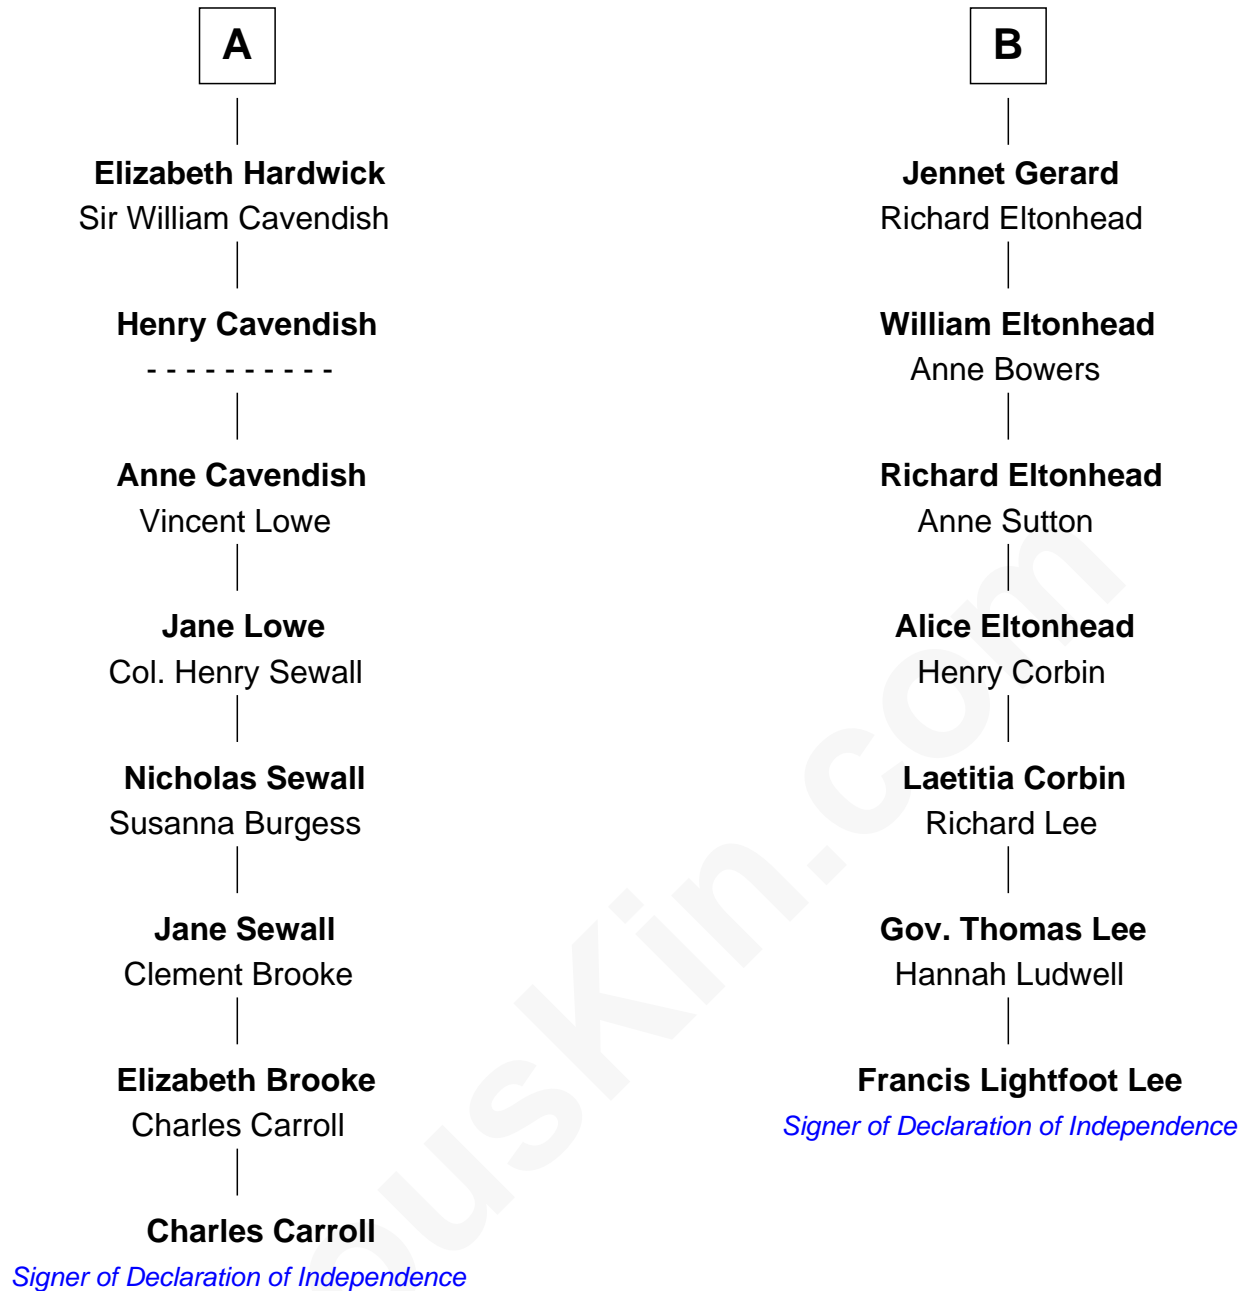 A
Elizabeth Hardwick
Sir William Cavendish
Henry Cavendish
- - - - - - - - - -
Anne Cavendish
Vincent Lowe
Jane Lowe
Col. Henry Sewall
Nicholas Sewall
Susanna Burgess
Jane Sewall
Clement Brooke
Elizabeth Brooke
Charles Carroll
Charles Carroll
Signer of Declaration of Independence
B
Jennet Gerard
Richard Eltonhead
William Eltonhead
Anne Bowers
Richard Eltonhead
Anne Sutton
Alice Eltonhead
Henry Corbin
Laetitia Corbin
Richard Lee
Gov. Thomas Lee
Hannah Ludwell
Francis Lightfoot Lee
Signer of Declaration of Independence
ousKin.com